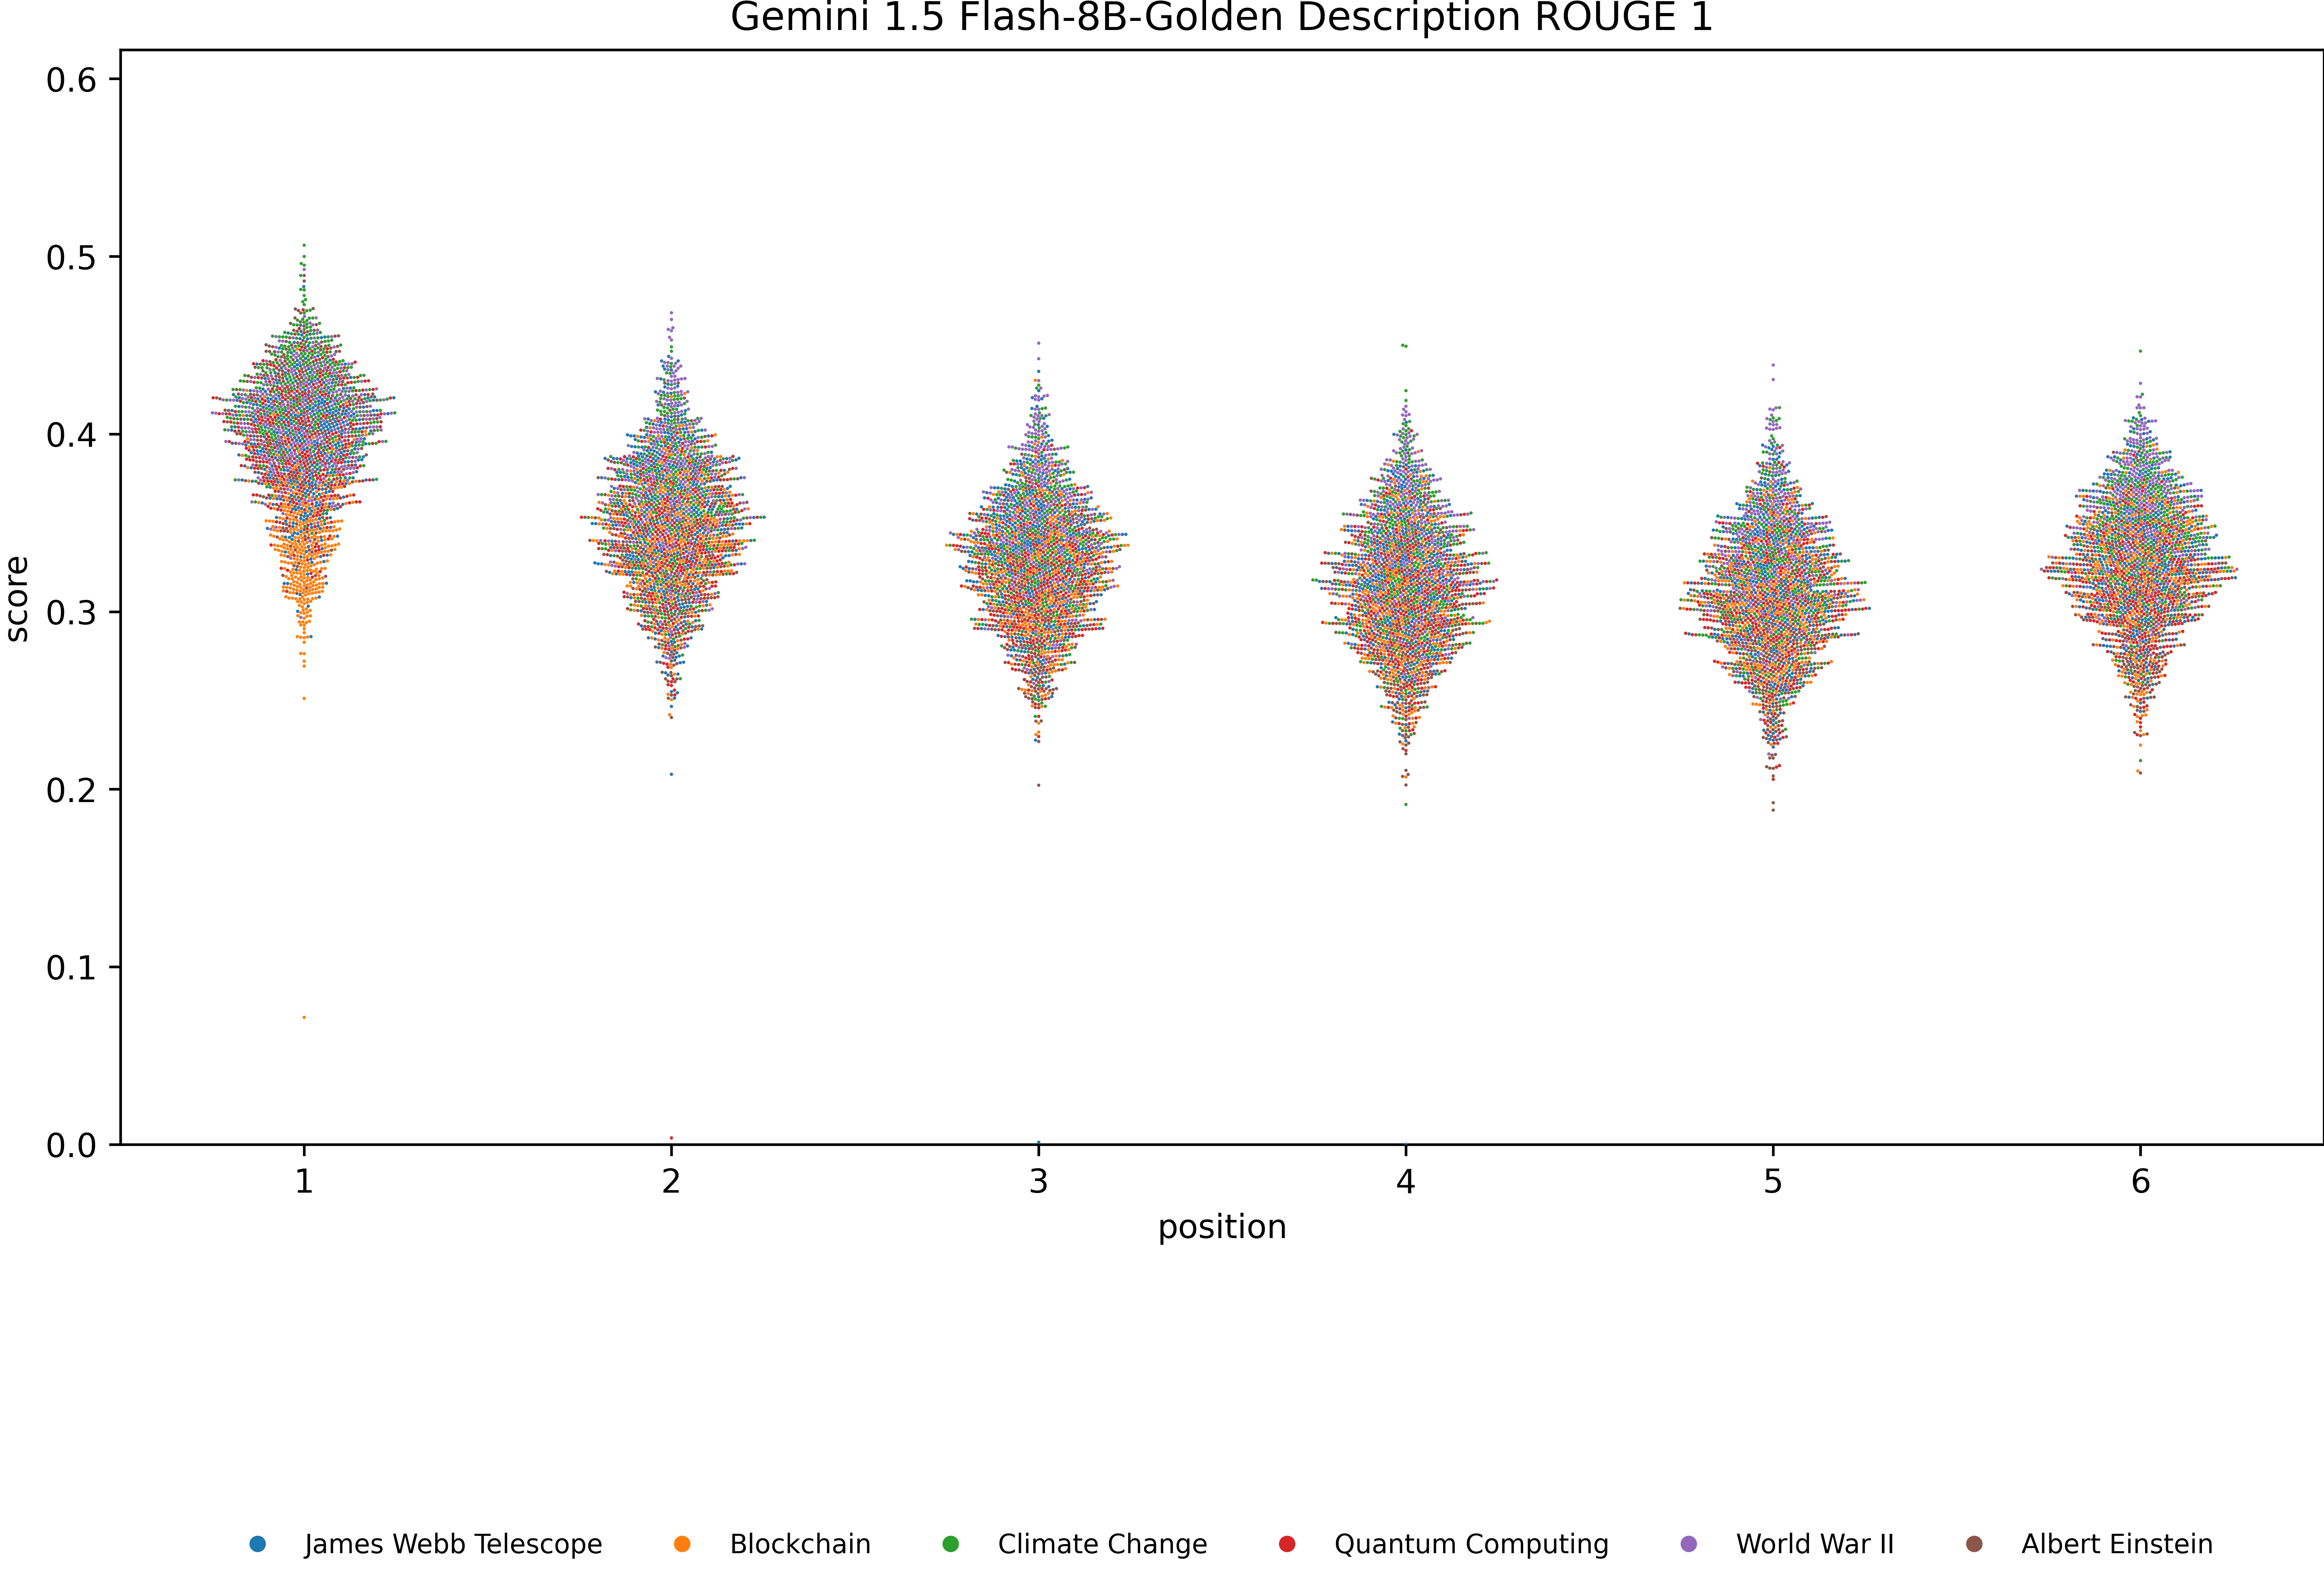 Gemini 1.5 Flash-8B-Golden Description ROUGE 1
0.6
0.5
0.4
0.3
0.2
0.1
0.0
score
1 2 3 4 5 6
position
James Webb Telescope Blockchain Climate Change Quantum Computing World War II Albert Einstein